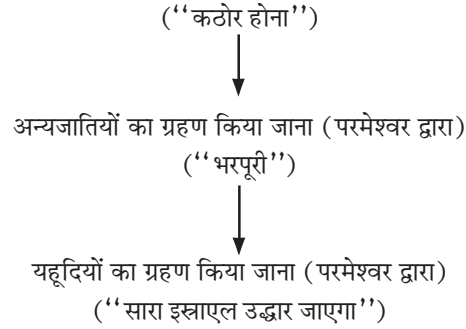 (‘‘कठोर होना’’)
अन्यजातियों का ग्रहण किया जाना (परमेश्वर द्वारा)
(‘‘भरपूरी’’)
यहूदियों का ग्रहण किया जाना (परमेश्वर द्वारा)
(‘‘सारा इस्राएल उद्धार जाएगा’’)